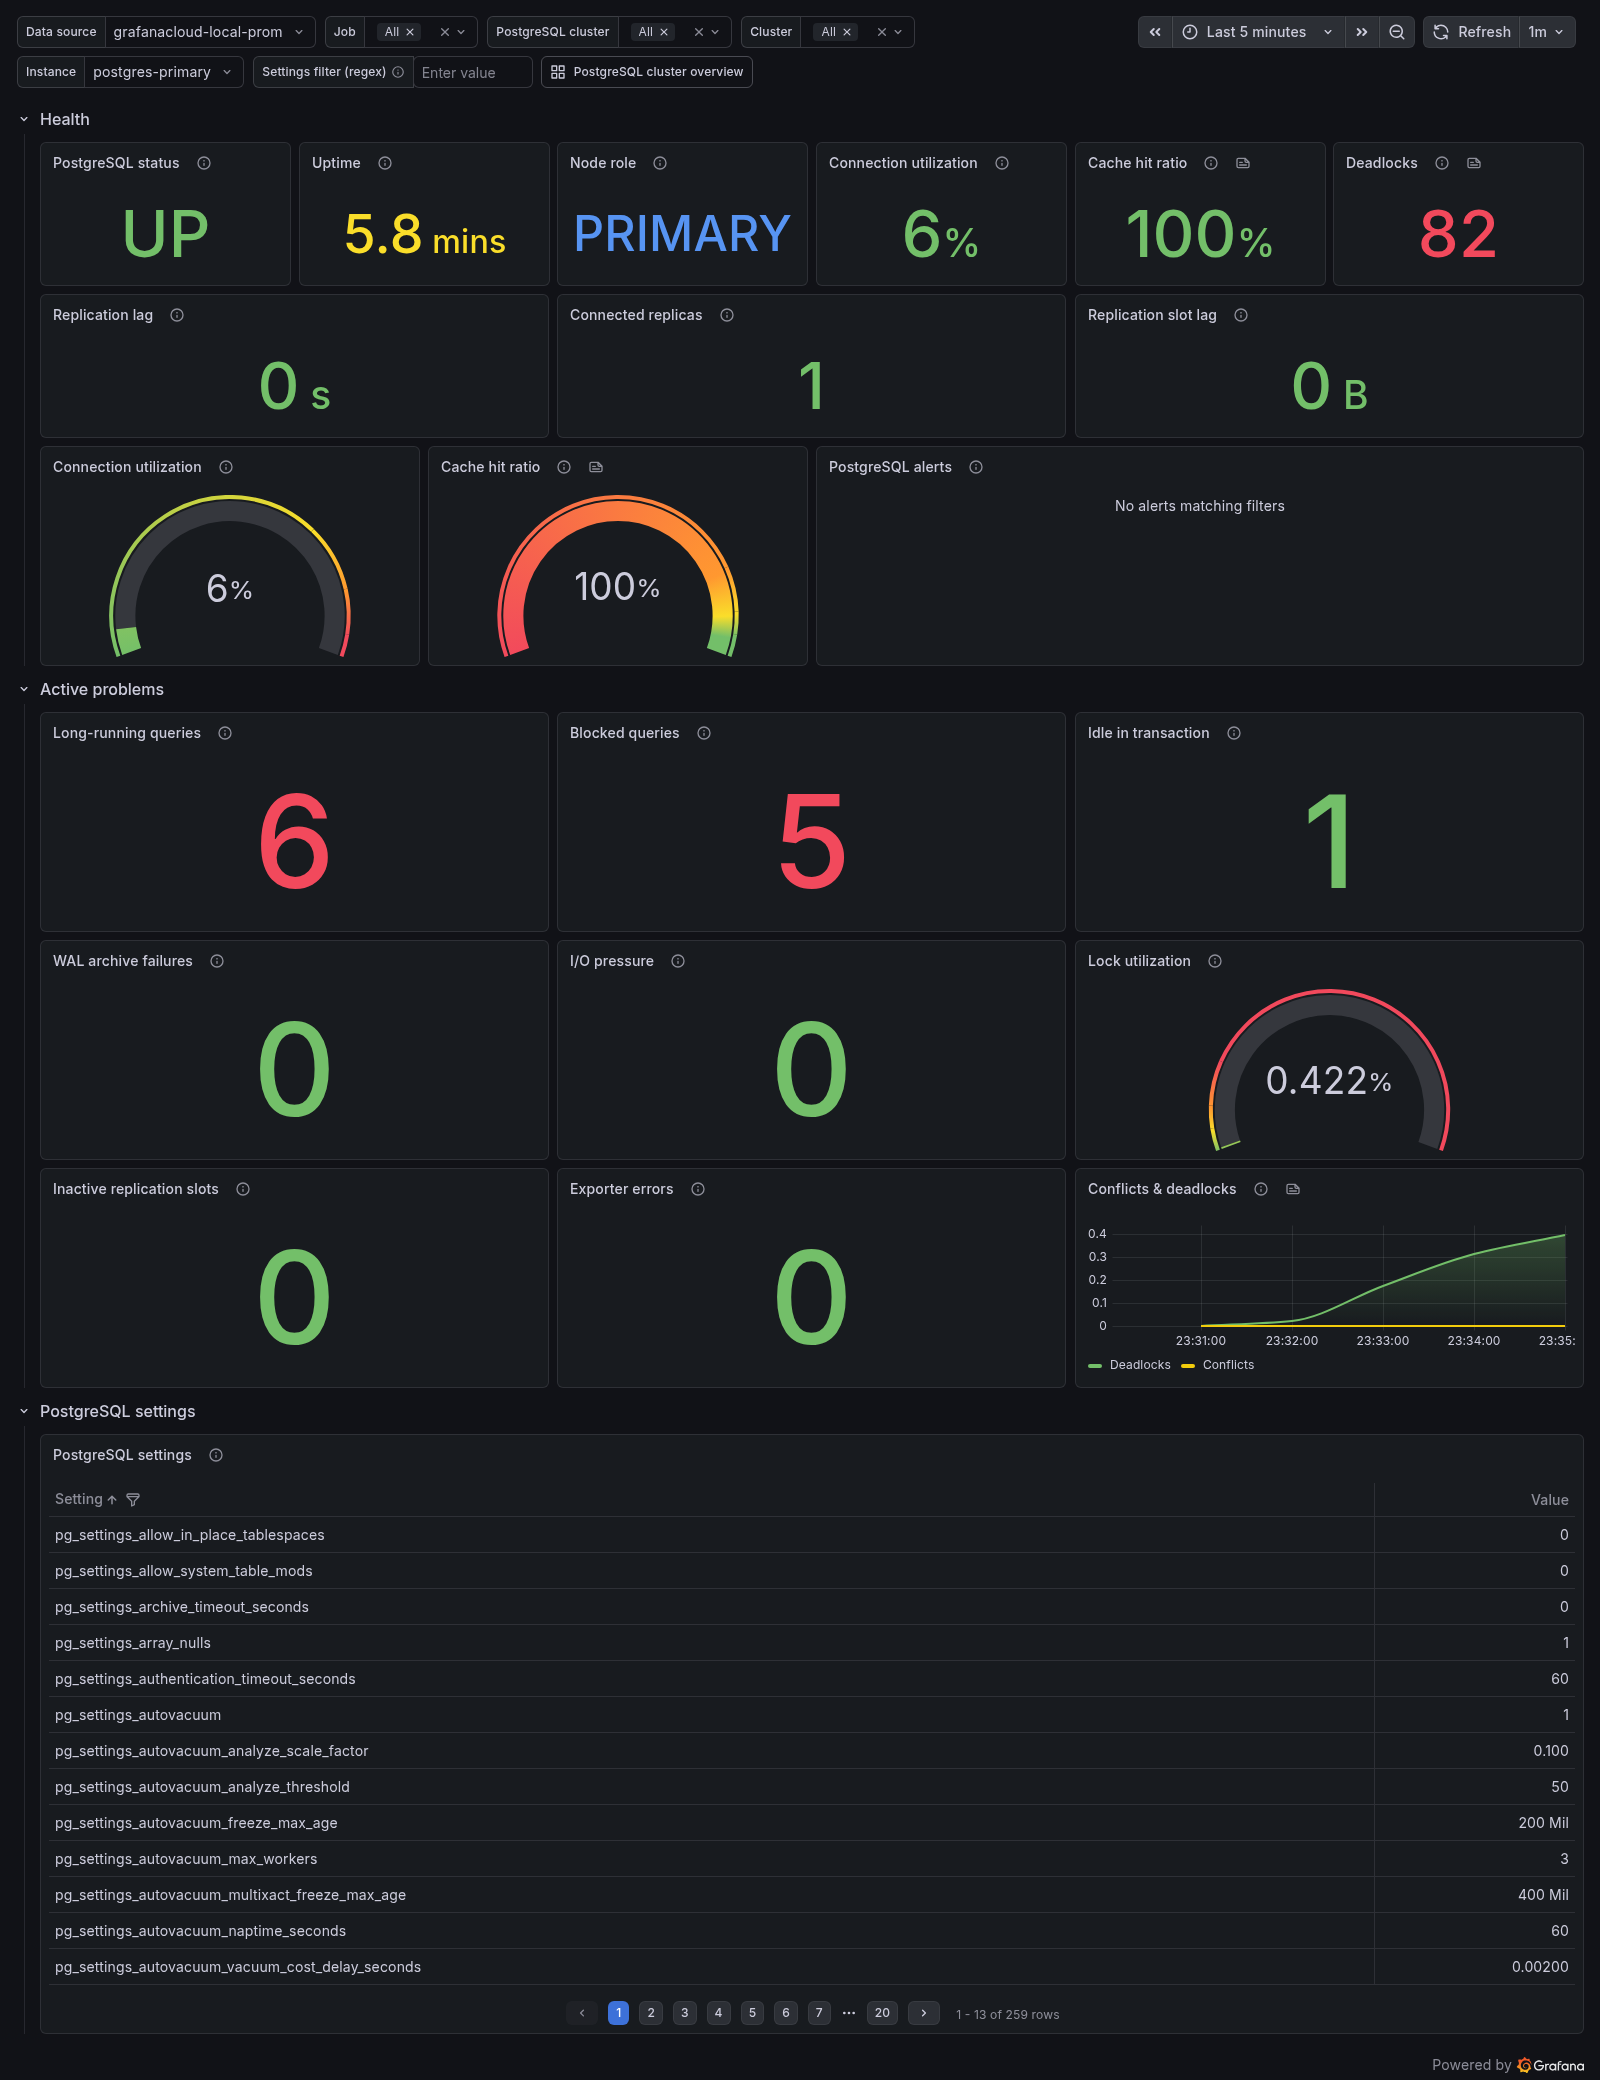 Data source grafanacloud-local-prom Job All PostgreSQL cluster All Cluster All Last 5 minutes Refresh 1m
Instance postgres-primary Settings filter (regex) Enter value PostgreSQL cluster overview
Health
PostgreSQL status Uptime Node role Connection utilization Cache hit ratio Deadlocks
UP 5.8 mins PRIMARY 6% 100% 82
Replication lag Connected replicas Replication slot lag
0 s 1 0 B
Connection utilization Cache hit ratio PostgreSQL alerts
No alerts matching filters
6% 100%
Active problems
Long-running queries Blocked queries Idle in transaction
6 5 1
WAL archive failures I/O pressure Lock utilization
0 0 0.422%
Inactive replication slots Exporter errors Conflicts & deadlocks
0 0
0.4
0.3
0.2
0.1
0
23:31:00 23:32:00 23:33:00 23:34:00 23:35:
Deadlocks Conflicts
PostgreSQL settings
PostgreSQL settings
Setting Value
pg_settings_allow_in_place_tablespaces 0
pg_settings_allow_system_table_mods 0
pg_settings_archive_timeout_seconds 0
pg_settings_array_nulls 1
pg_settings_authentication_timeout_seconds 60
pg_settings_autovacuum 1
pg_settings_autovacuum_analyze_scale_factor 0.100
pg_settings_autovacuum_analyze_threshold 50
pg_settings_autovacuum_freeze_max_age 200 Mil
pg_settings_autovacuum_max_workers 3
pg_settings_autovacuum_multixact_freeze_max_age 400 Mil
pg_settings_autovacuum_naptime_seconds 60
pg_settings_autovacuum_vacuum_cost_delay_seconds 0.00200
1 2 3 4 5 6 7 ··· 20 1 - 13 of 259 rows
Powered by Grafana